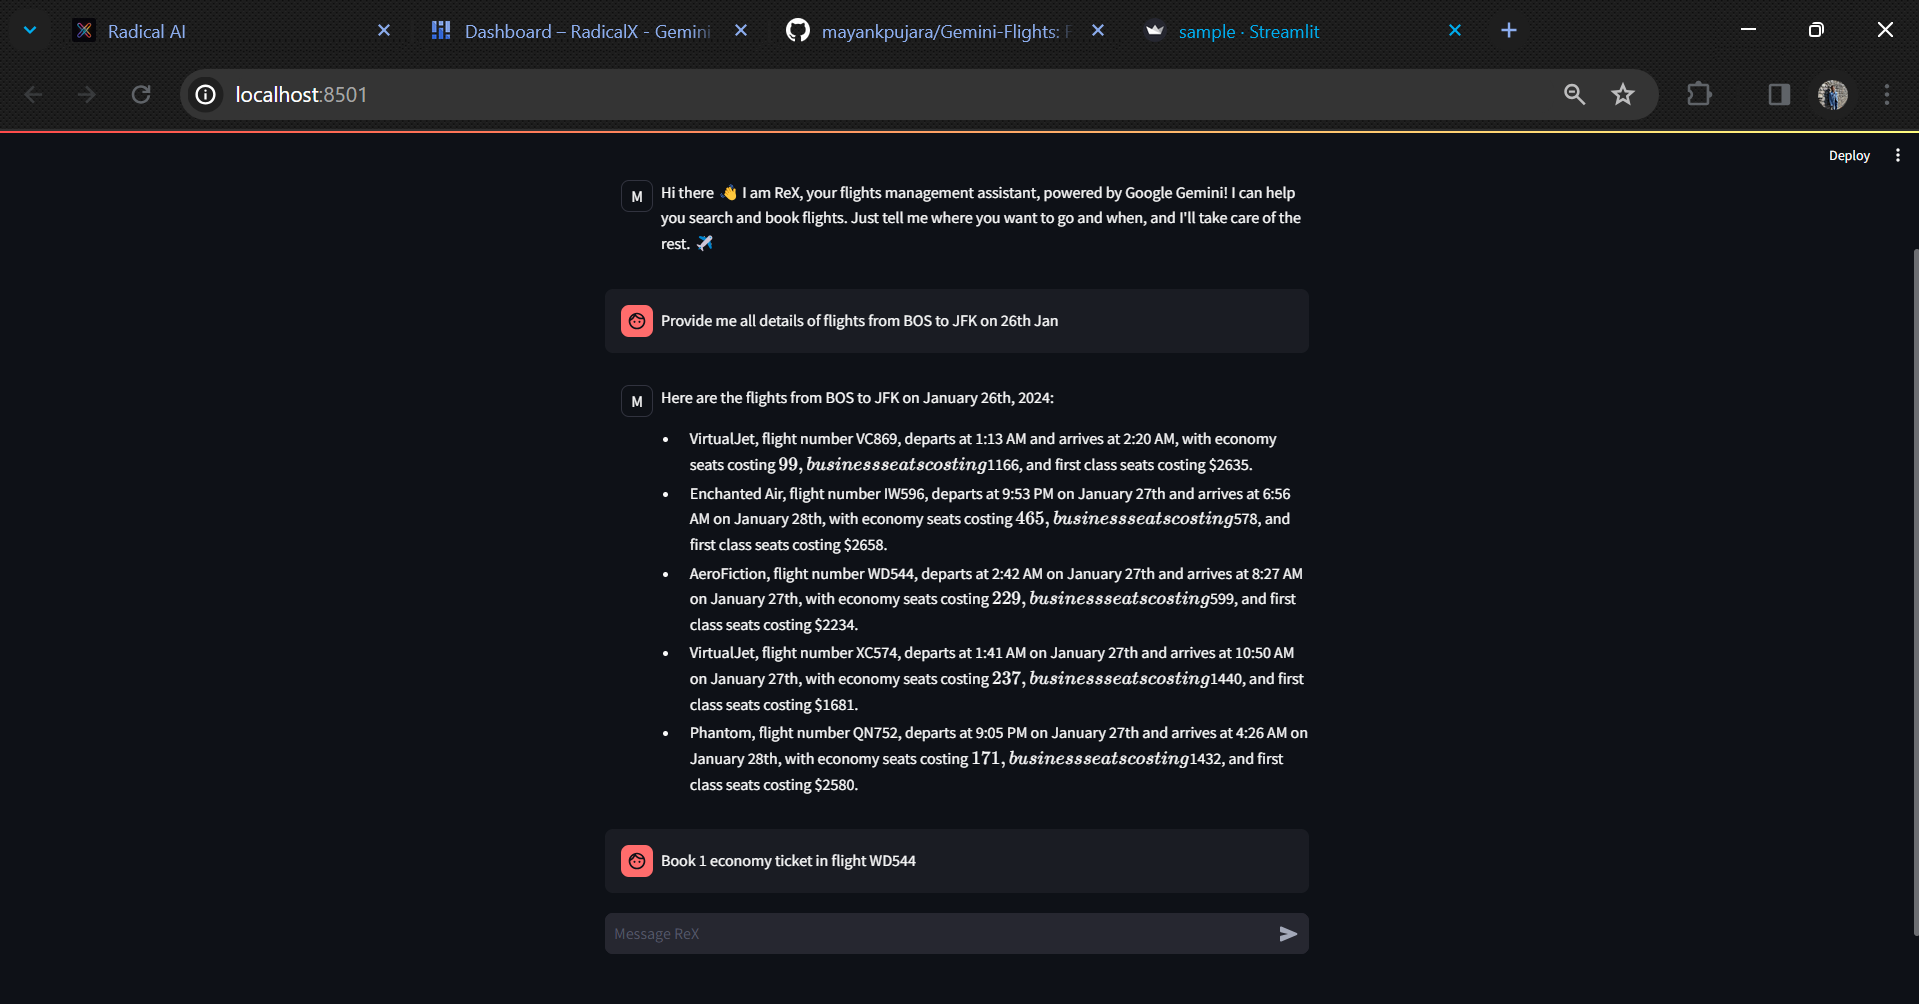 Radical AI
Dashboard – RadicalX - Gemini
mayankpujara/Gemini-Flights: F
sample · Streamlit
localhost:8501
Deploy
M
Hi there 👋 I am ReX, your flights management assistant, powered by Google Gemini! I can help
you search and book flights. Just tell me where you want to go and when, and I'll take care of the
rest. ✈️
Provide me all details of flights from BOS to JFK on 26th Jan
M
Here are the flights from BOS to JFK on January 26th, 2024:
• VirtualJet, flight number VC869, departs at 1:13 AM and arrives at 2:20 AM, with economy
seats costing 99, businessseatscosting1166, and first class seats costing $2635.
• Enchanted Air, flight number IW596, departs at 9:53 PM on January 27th and arrives at 6:56
AM on January 28th, with economy seats costing 465, businessseatscosting578, and
first class seats costing $2658.
• AeroFiction, flight number WD544, departs at 2:42 AM on January 27th and arrives at 8:27 AM
on January 27th, with economy seats costing 229, businessseatscosting599, and first
class seats costing $2234.
• VirtualJet, flight number XC574, departs at 1:41 AM on January 27th and arrives at 10:50 AM
on January 27th, with economy seats costing 237, businessseatscosting1440, and first
class seats costing $1681.
• Phantom, flight number QN752, departs at 9:05 PM on January 27th and arrives at 4:26 AM on
January 28th, with economy seats costing 171, businessseatscosting1432, and first
class seats costing $2580.
Book 1 economy ticket in flight WD544
Message ReX